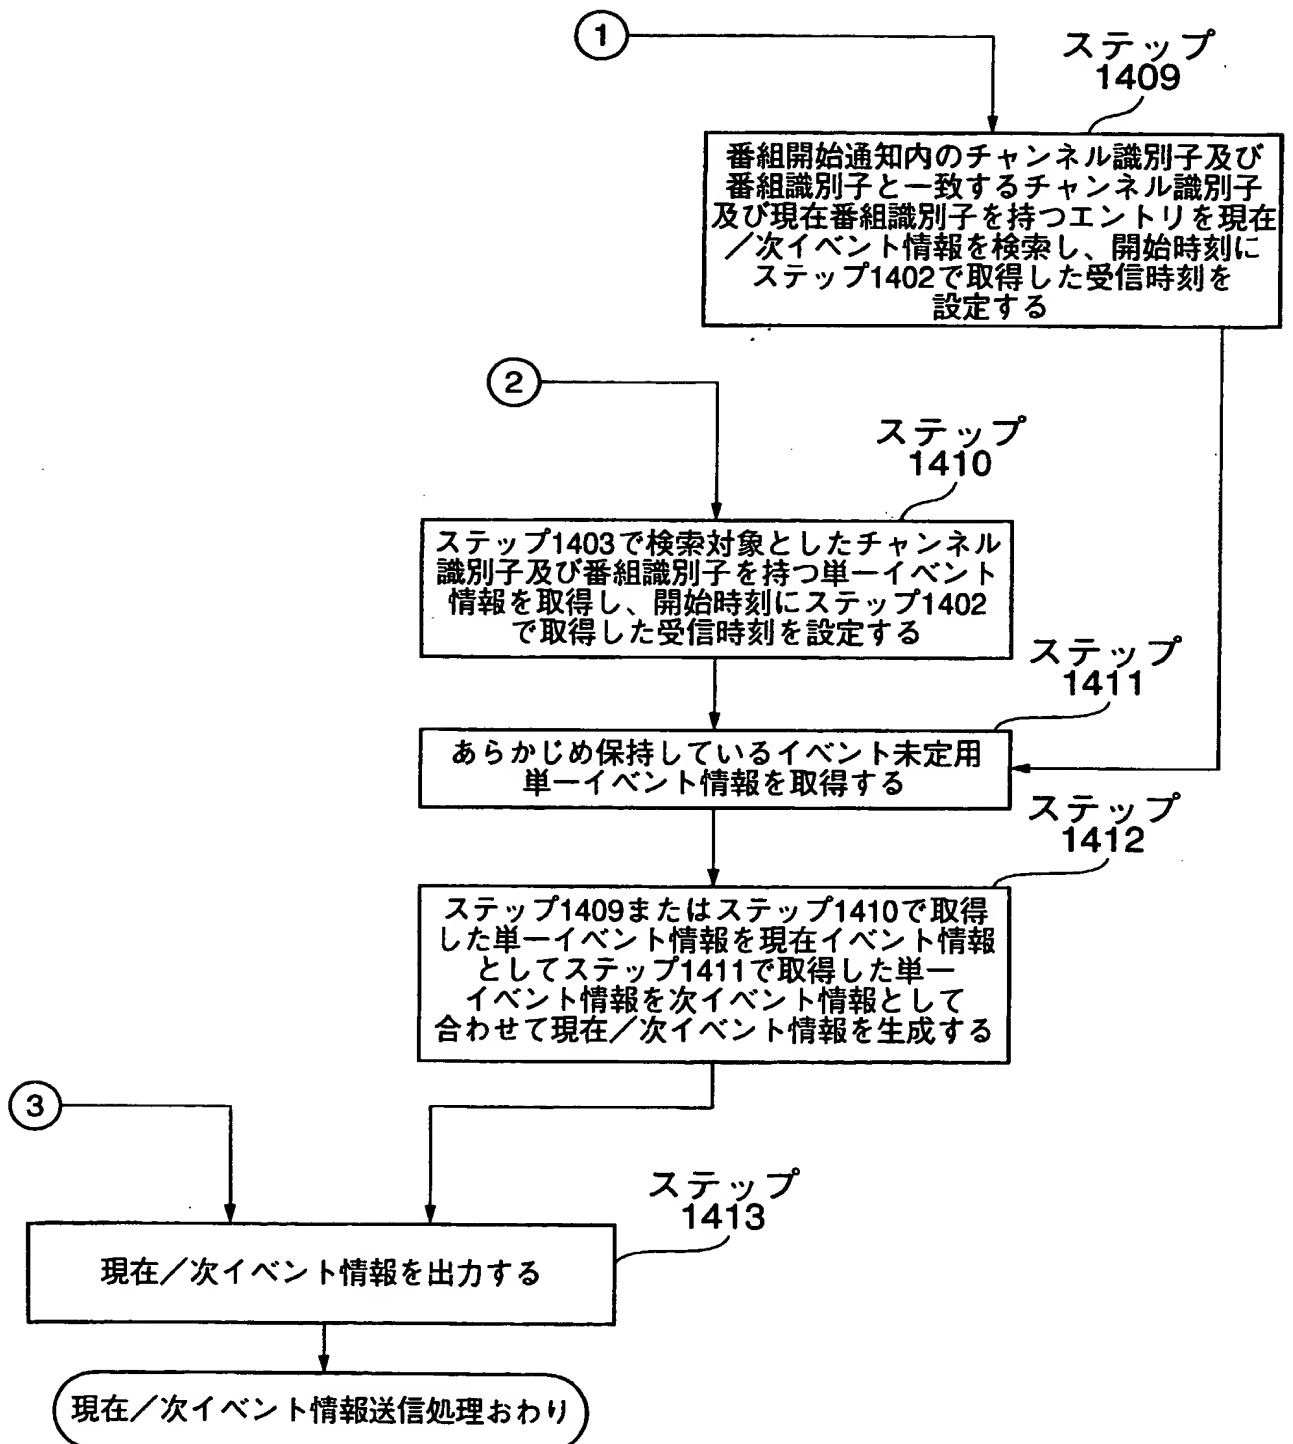 1
ステップ
1409
番組開始通知内のチャンネル識別子及び
番組識別子と一致するチャンネル識別子
及び現在番組識別子を持つエントリを現在
／次イベント情報を検索し、開始時刻に
ステップ1402で取得した受信時刻を
設定する
2
ステップ
1410
ステップ1403で検索対象としたチャンネル
識別子及び番組識別子を持つ単一イベント
情報を取得し、開始時刻にステップ1402
で取得した受信時刻を設定する
ステップ
1411
あらかじめ保持しているイベント未定用
単一イベント情報を取得する
ステップ
1412
ステップ1409またはステップ1410で取得
した単一イベント情報を現在イベント情報
としてステップ1411で取得した単一
イベント情報を次イベント情報として
合わせて現在／次イベント情報を生成する
3
ステップ
1413
現在／次イベント情報を出力する
現在／次イベント情報送信処理おわり